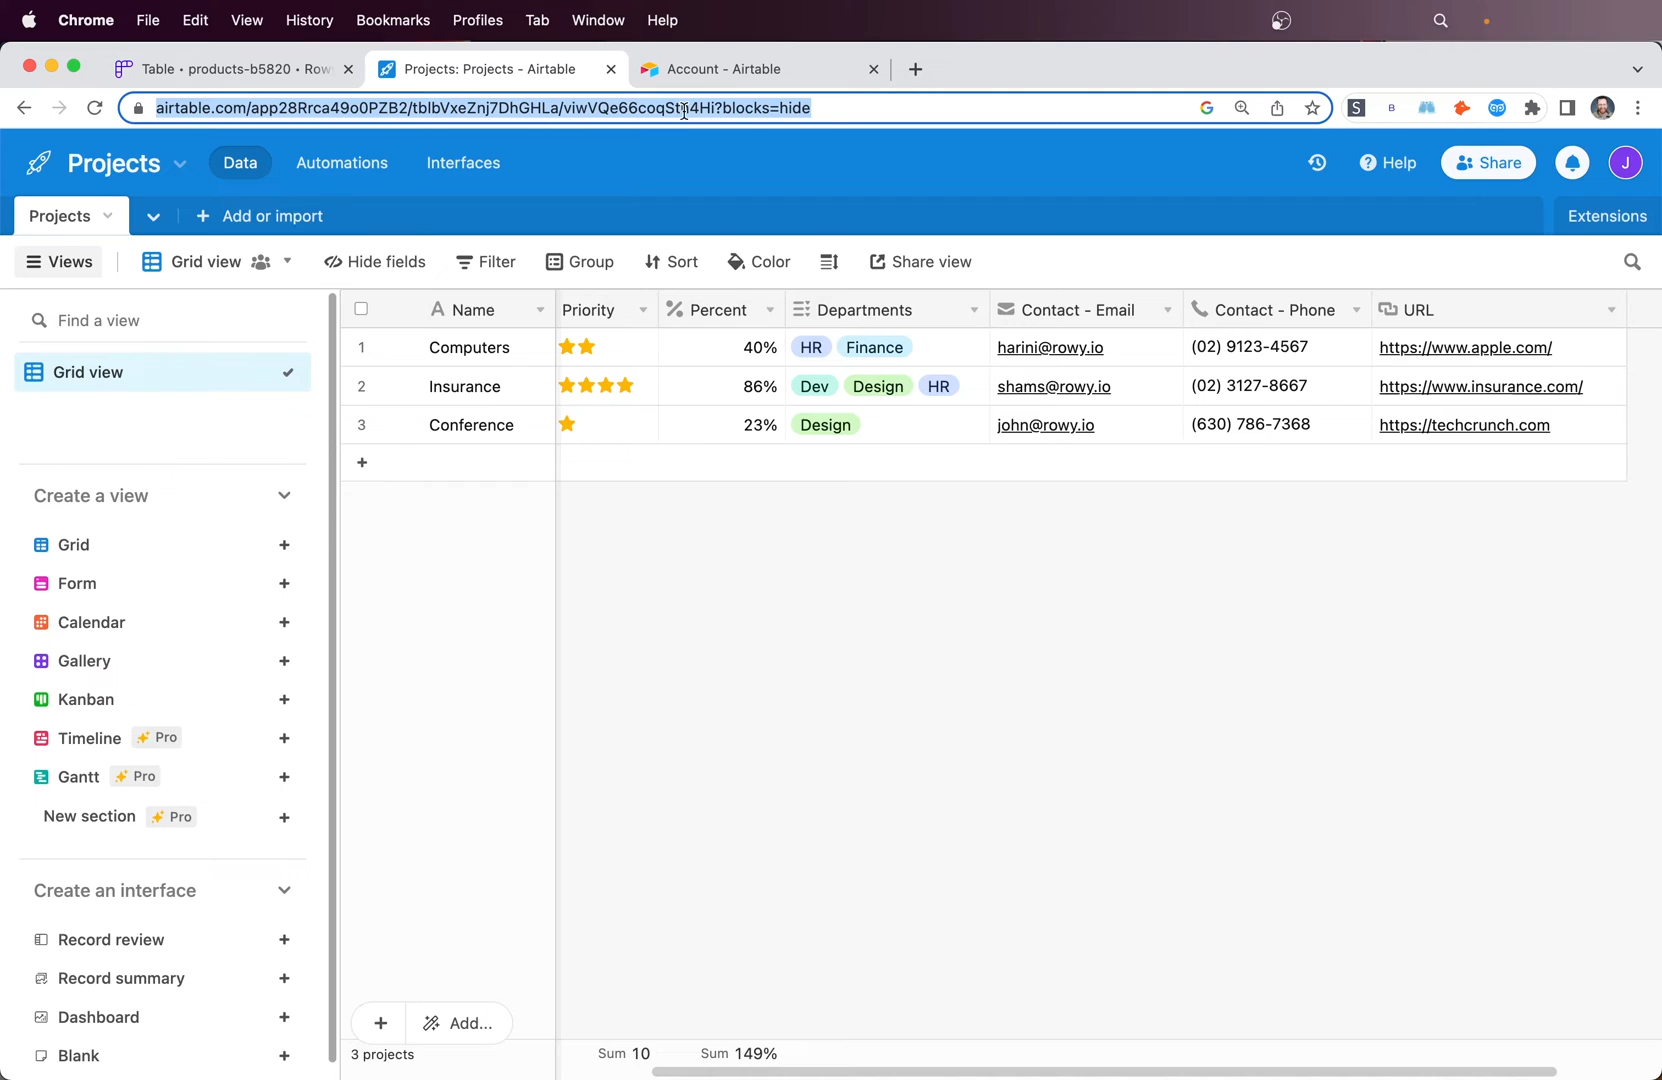 Chrome File Edit View History Bookmarks Profiles Tab Window Help
Table • products-b5820 • Row
Projects: Projects - Airtable
Account - Airtable
airtable.com/app28Rrca49o0PZB2/tblbVxeZnj7DhGHLa/viwVQe66coqStj4Hi?blocks=hide
Projects Data Automations Interfaces Help Share J
Projects Add or import Extensions
Views Grid view Hide fields Filter Group Sort Color Share view
Find a view
Grid view
Create a view
Grid
Form
Calendar
Gallery
Kanban
Timeline Pro
Gantt Pro
New section Pro
Create an interface
Record review
Record summary
Dashboard
Blank
Name Priority Percent Departments Contact - Email Contact - Phone URL
1 Computers 40% HR Finance harini@rowy.io (02) 9123-4567 https://www.apple.com/
2 Insurance 86% Dev Design HR shams@rowy.io (02) 3127-8667 https://www.insurance.com/
3 Conference 23% Design john@rowy.io (630) 786-7368 https://techcrunch.com
Add...
3 projects Sum 10 Sum 149%